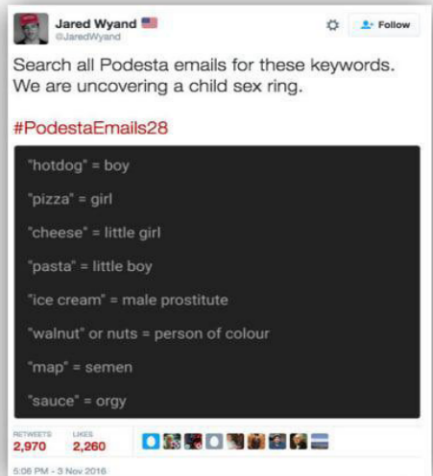 Jared Wyand
@JaredWyand
Follow
Search all Podesta emails for these keywords.
We are uncovering a child sex ring.
#PodestaEmails28
"hotdog" = boy
"pizza" = girl
"cheese" = little girl
"pasta" = little boy
"ice cream" = male prostitute
"walnut" or nuts = person of colour
"map" = semen
"sauce" = orgy
RETWEETS LIKES
2,970 2,260
5:06 PM - 3 Nov 2016